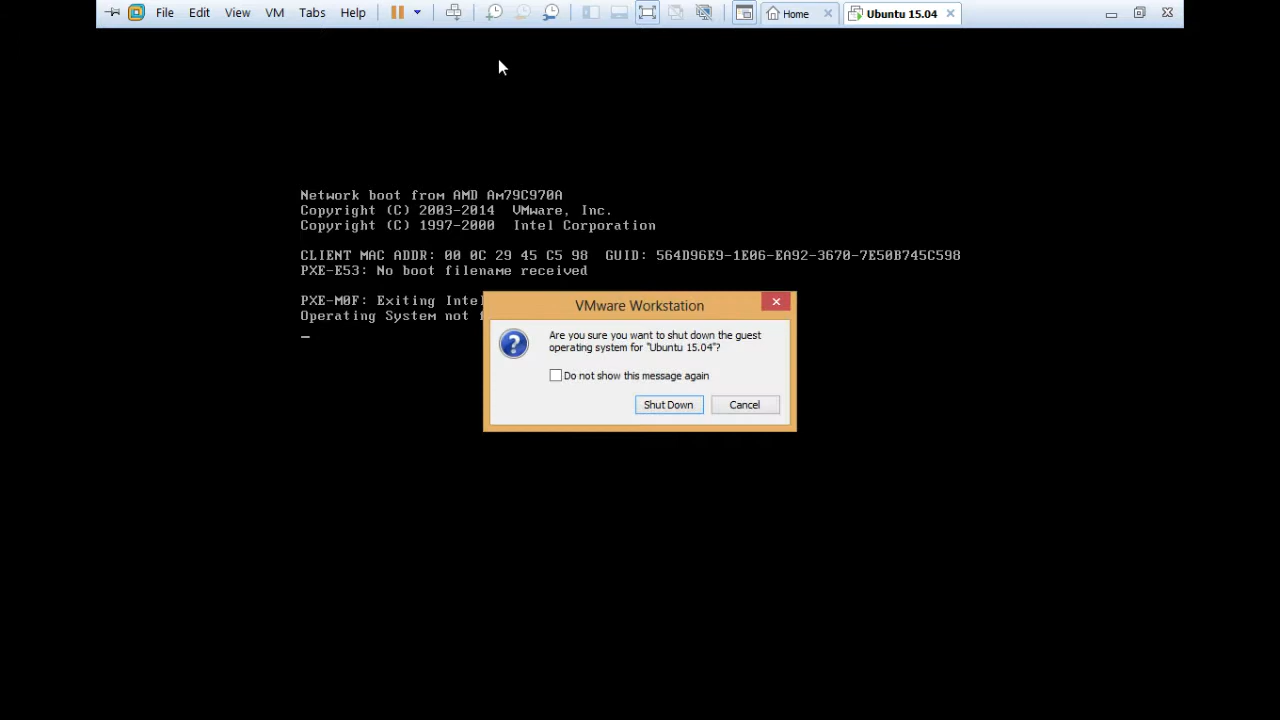 File Edit View VM Tabs Help Home Ubuntu 15.04
Network boot from AMD Am79C970A
Copyright (C) 2003-2014 VMware, Inc.
Copyright (C) 1997-2000 Intel Corporation
CLIENT MAC ADDR: 00 0C 29 45 C5 98 GUID: 564D96E9-1E06-EA92-3670-7E50B745C598
PXE-E53: No boot filename received
PXE-M0F: Exiting Inte
Operating System not f
VMware Workstation
Are you sure you want to shut down the guest
operating system for "Ubuntu 15.04"?
Do not show this message again
Shut Down Cancel